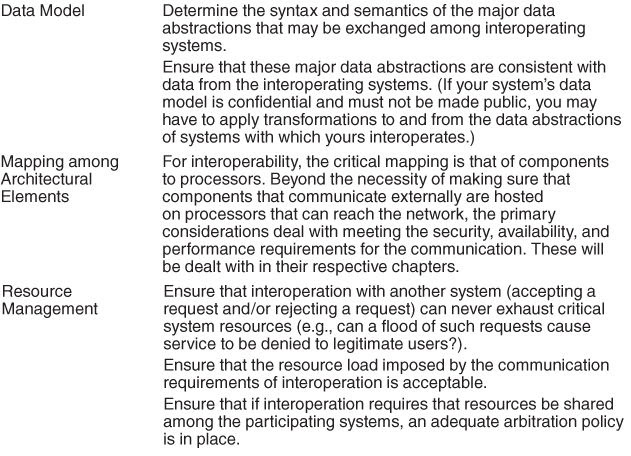 Data Model
Determine the syntax and semantics of the major data
abstractions that may be exchanged among interoperating
systems.
Ensure that these major data abstractions are consistent with
data from the interoperating systems. (If your system's data
model is confidential and must not be made public, you may
have to apply transformations to and from the data abstractions
of systems with which yours interoperates.)
Mapping among
Architectural
Elements
For interoperability, the critical mapping is that of components
to processors. Beyond the necessity of making sure that
components that communicate externally are hosted
on processors that can reach the network, the primary
considerations deal with meeting the security, availability, and
performance requirements for the communication. These will
be dealt with in their respective chapters.
Resource
Management
Ensure that interoperation with another system (accepting a
request and/or rejecting a request) can never exhaust critical
system resources (e.g., can a flood of such requests cause
service to be denied to legitimate users?).
Ensure that the resource load imposed by the communication
requirements of interoperation is acceptable.
Ensure that if interoperation requires that resources be shared
among the participating systems, an adequate arbitration policy
is in place.